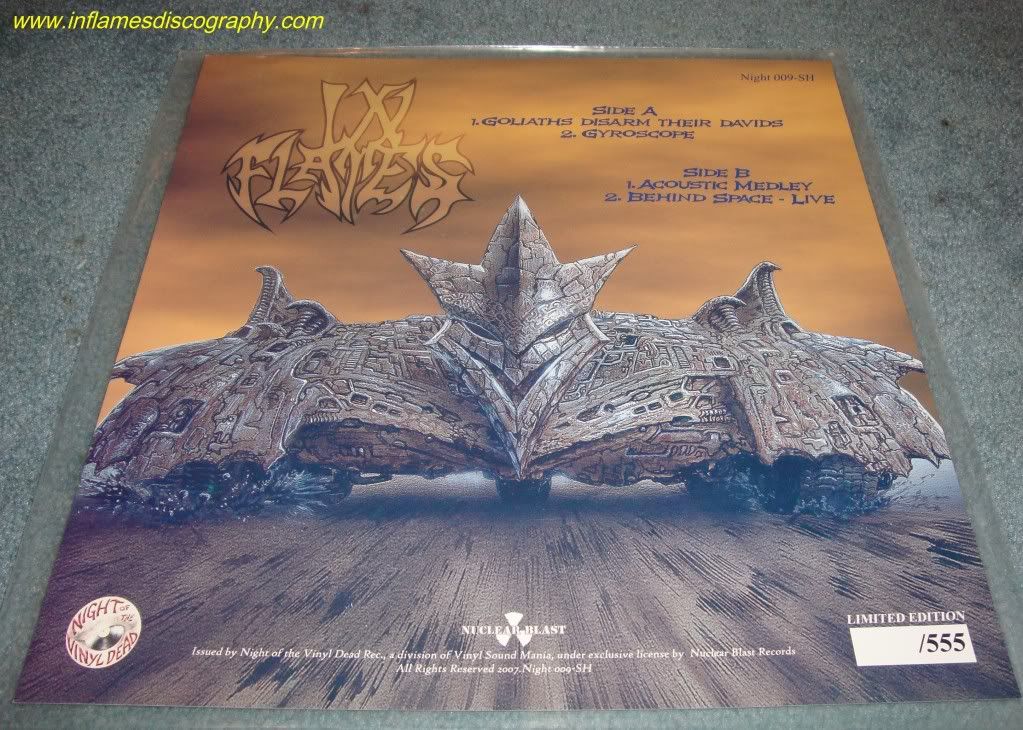 www.inflamesdiscography.com
Night 009-SH
IN
FLAMES
Side A
1. Goliaths disarm their davids
2. Gyroscope
Side B
1. Acoustic Medley
2. Behind Space - Live
NIGHT OF THE VINYL DEAD
NUCLEAR BLAST
LIMITED EDITION
/555
Issued by Night of the Vinyl Dead Rec., a division of Vinyl Sound Mania, under exclusive license by Nuclear Blast Records
All Rights Reserved 2007.Night 009-SH